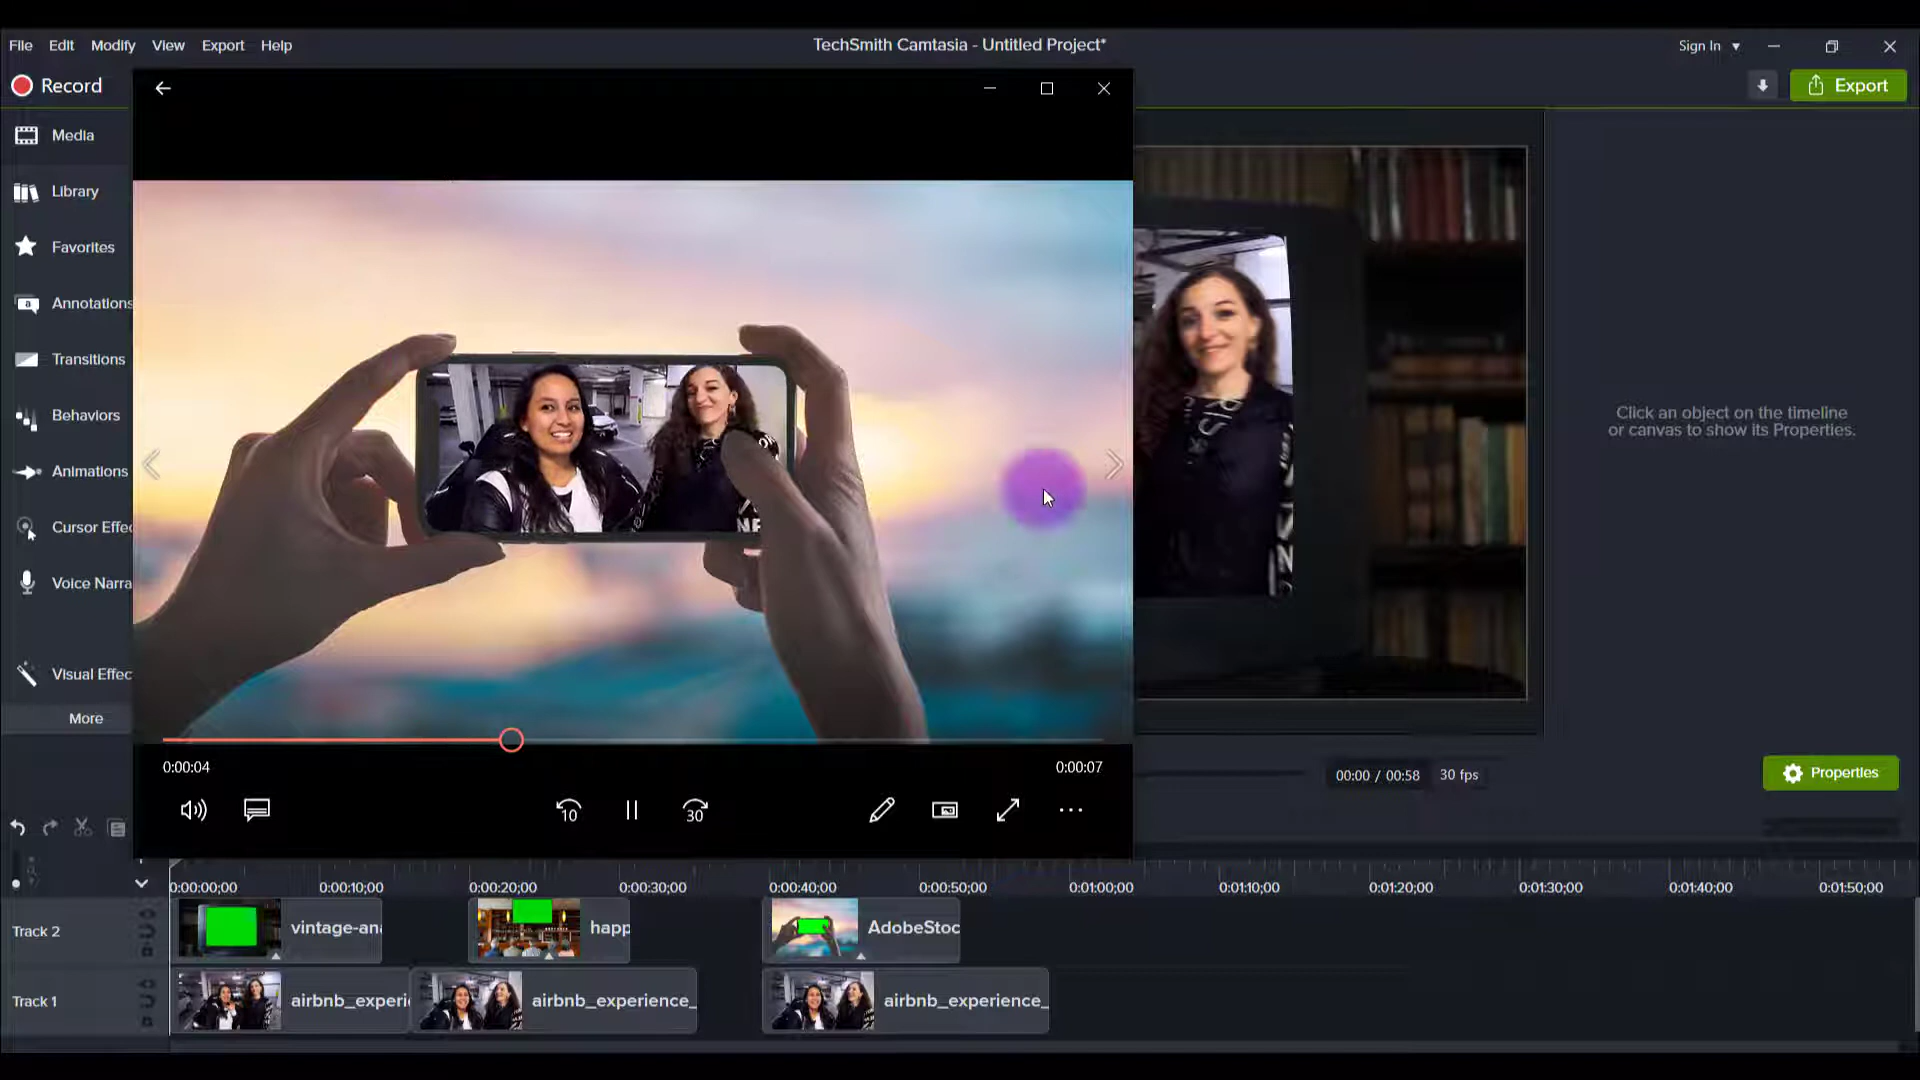 File Edit Modify View Export Help
TechSmith Camtasia - Untitled Project*
Sign In
Record
Export
Media
Library
Favorites
Annotations
Transitions
Behaviors
Animations
Cursor Effe
Voice Narra
Visual Effec
More
Click an object on the timeline
or canvas to show its Properties.
0:00:04
0:00:07
10
30
00:00 / 00:58
30 fps
Properties
0:00:00;00 0:00:10;00 0:00:20;00 0:00:30;00 0:00:40;00 0:00:50;00 0:01:00;00 0:01:10;00 0:01:20;00 0:01:30;00 0:01:40;00 0:01:50;00
Track 2
vintage-an
happ
AdobeStoc
Track 1
airbnb_experi
airbnb_experience_
airbnb_experience_